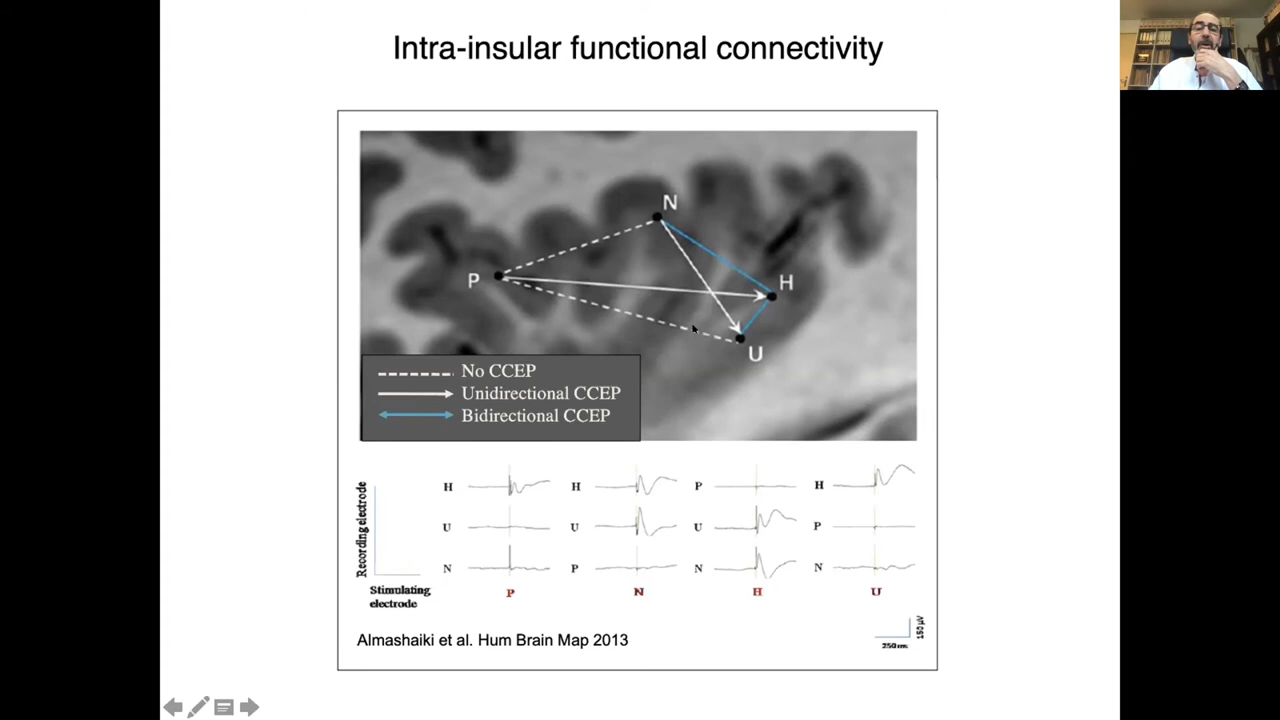 Intra-insular functional connectivity
N
P
H
U
No CCEP
Unidirectional CCEP
Bidirectional CCEP
Recording electrode
H H P H
U U U P
N P N N
Stimulating electrode
P N H U
150 µV
250 ms
Almashaiki et al. Hum Brain Map 2013